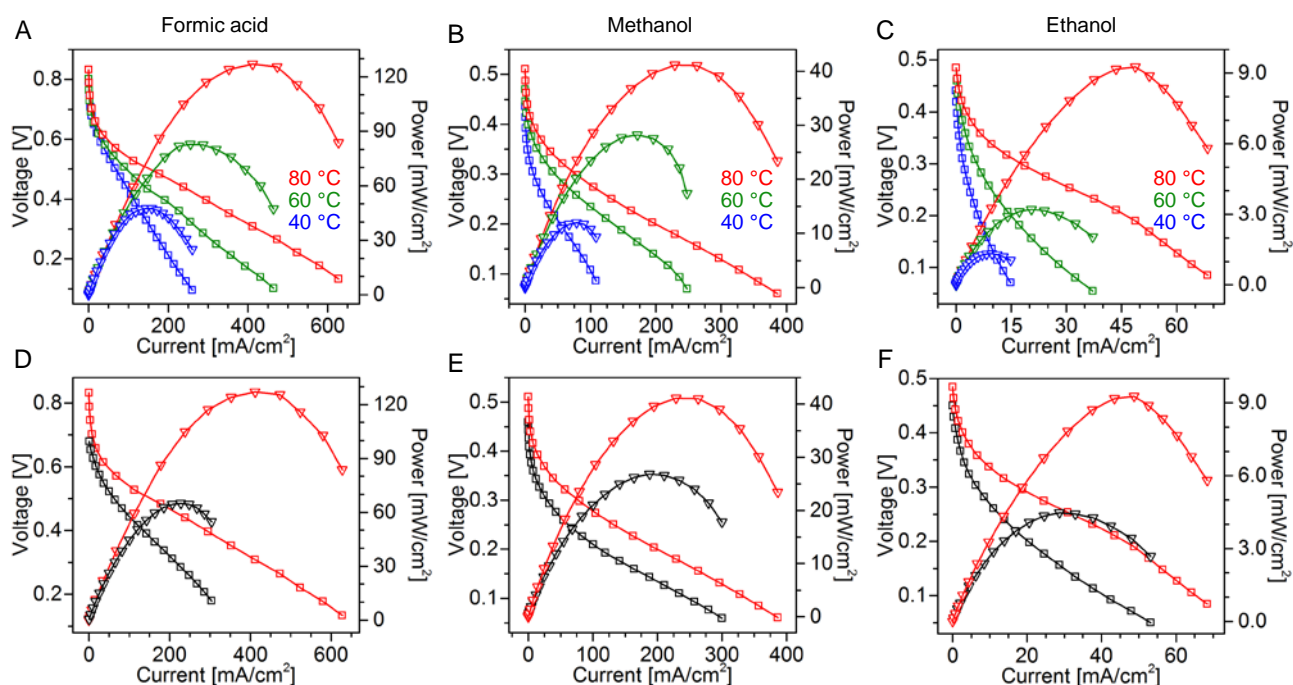 Formic acid
Methanol
Ethanol
A
Voltage [V]
0.8
0.6
0.4
0.2
80 °C
60 °C
40 °C
120
90
60
30
0
Power [mW/cm²]
0 200 400 600
Current [mA/cm²]
B
Voltage [V]
0.5
0.4
0.3
0.2
0.1
80 °C
60 °C
40 °C
40
30
20
10
0
Power [mW/cm²]
0 100 200 300 400
Current [mA/cm²]
C
Voltage [V]
0.5
0.4
0.3
0.2
0.1
80 °C
60 °C
40 °C
9.0
6.0
3.0
0.0
Power [mW/cm²]
0 15 30 45 60
Current [mA/cm²]
D
Voltage [V]
0.8
0.6
0.4
0.2
120
90
60
30
0
Power [mW/cm²]
0 200 400 600
Current [mA/cm²]
E
Voltage [V]
0.5
0.4
0.3
0.2
0.1
40
30
20
10
0
Power [mW/cm²]
0 100 200 300 400
Current [mA/cm²]
F
Voltage [V]
0.5
0.4
0.3
0.2
0.1
9.0
6.0
3.0
0.0
Power [mW/cm²]
0 20 40 60
Current [mA/cm²]